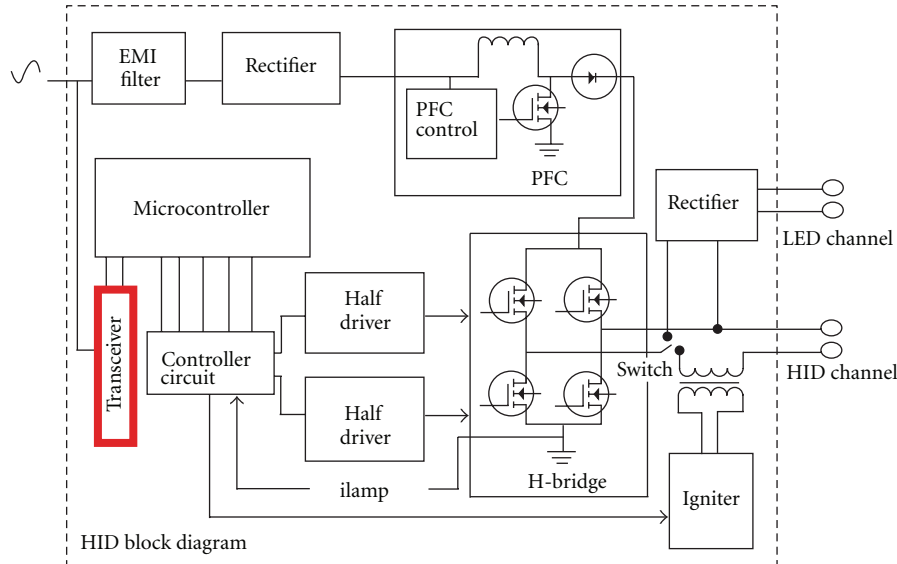 EMI
filter
Rectifier
PFC
control
PFC
Microcontroller
Rectifier
LED channel
Transceiver
Controller
circuit
Half
driver
Half
driver
Switch
HID channel
H-bridge
ilamp
Igniter
HID block diagram